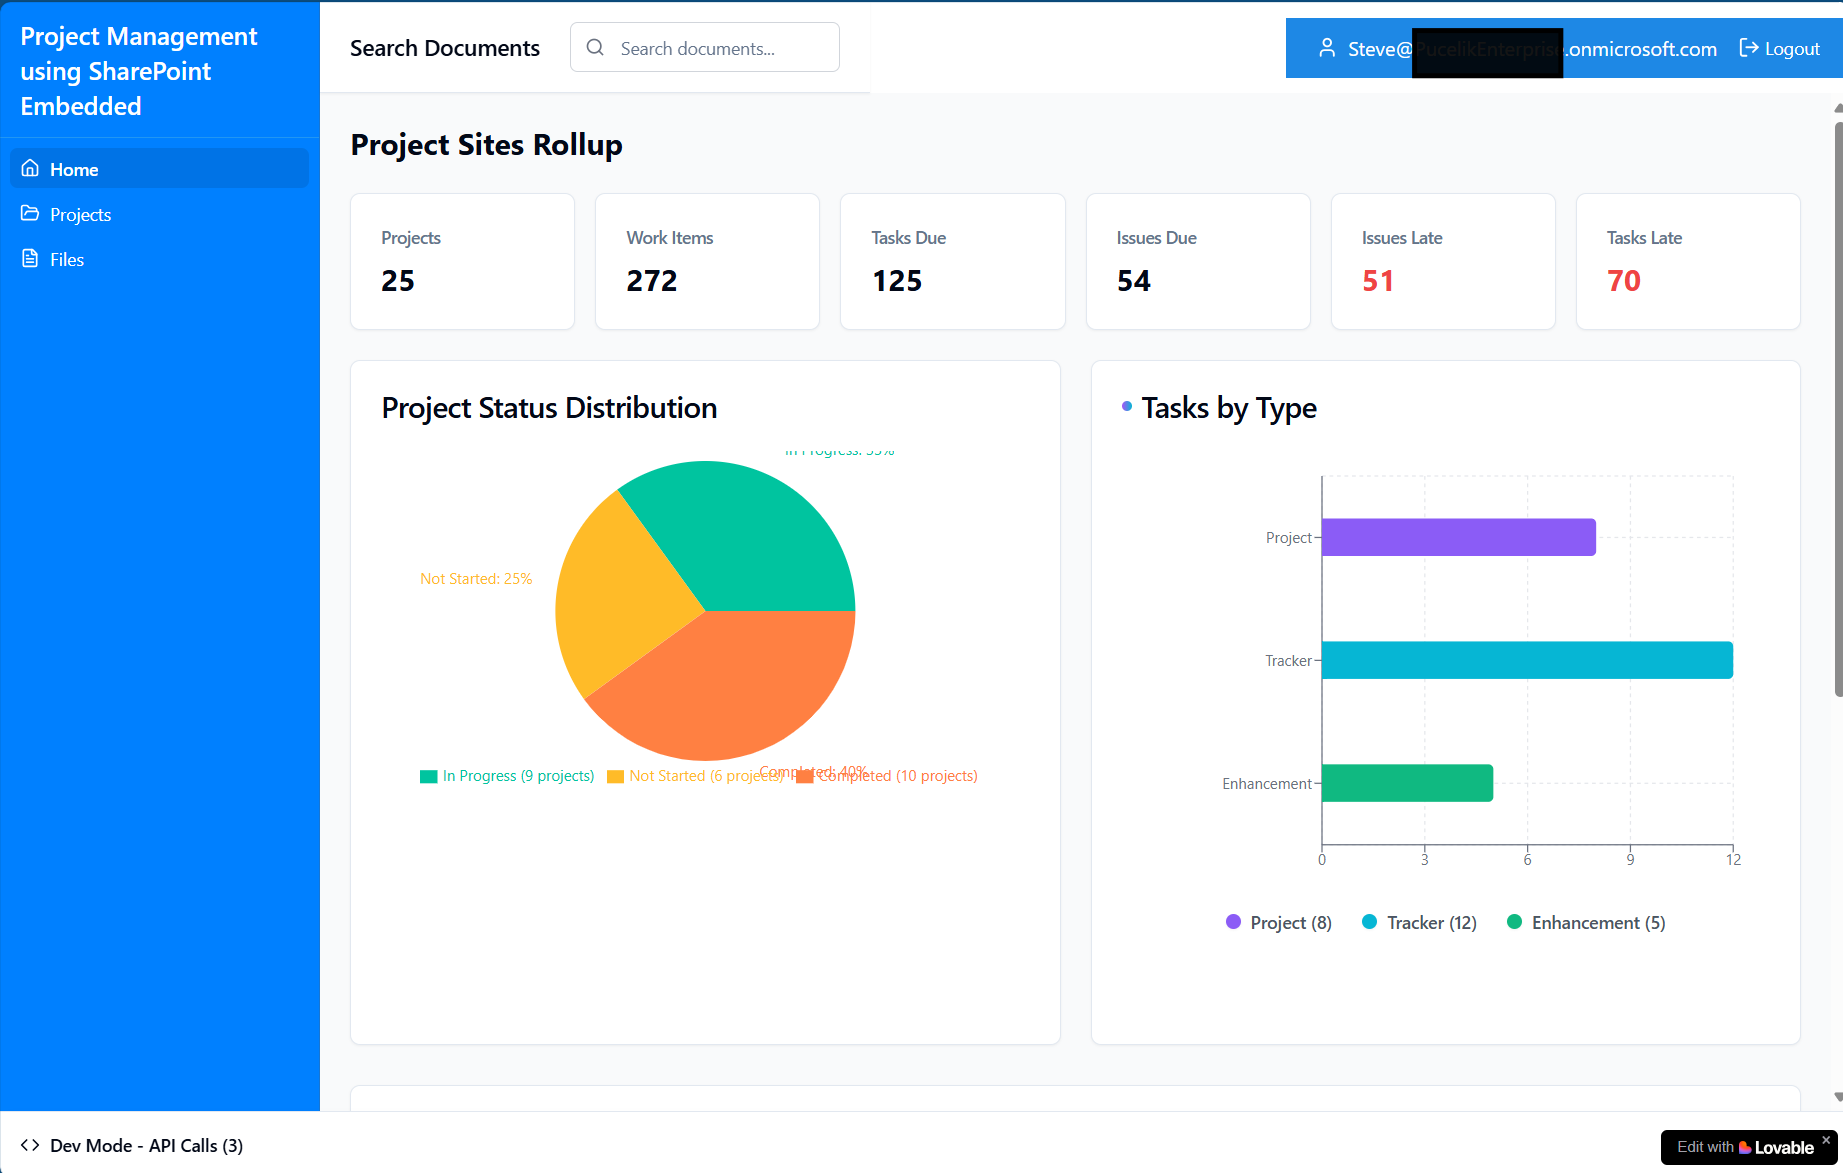 Project Management
using SharePoint
Embedded
Home
Projects
Files
Search Documents
Search documents...
Steve@ .onmicrosoft.com
Logout
Project Sites Rollup
Projects
25
Work Items
272
Tasks Due
125
Issues Due
54
Issues Late
51
Tasks Late
70
Project Status Distribution
In Progress: 35%
Not Started: 25%
Completed: 40%
In Progress (9 projects)
Not Started (6 projects)
Completed (10 projects)
Tasks by Type
Project
Tracker
Enhancement
0 3 6 9 12
Project (8)
Tracker (12)
Enhancement (5)
Dev Mode - API Calls (3)
Edit with Lovable